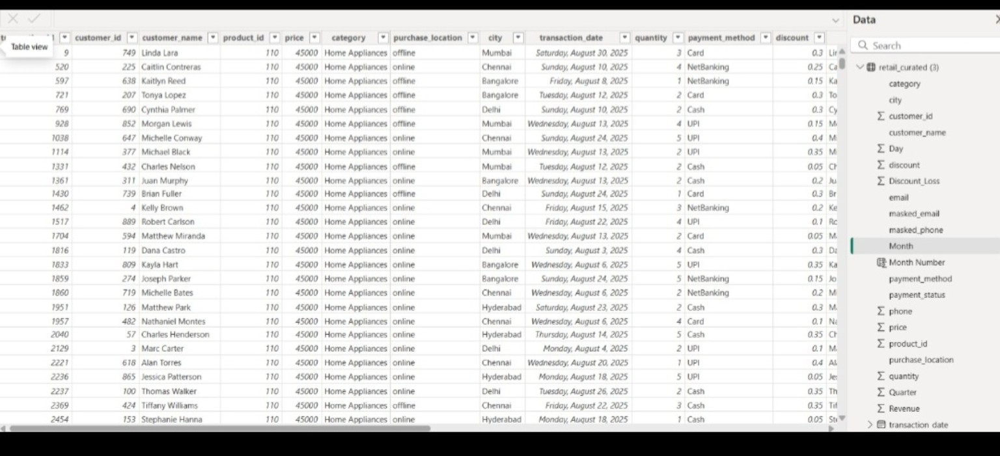 Data
customer_id customer_name product_id price category purchase_location city transaction_date quantity payment_method discount
Table view
Search
9 749 Linda Lara 110 45000 Home Appliances offline Mumbai Saturday, August 30, 2025 3 Card 0.3
520 225 Caitlin Contreras 110 45000 Home Appliances online Chennai Sunday, August 10, 2025 4 NetBanking 0.25 Ca
597 638 Kaitlyn Reed 110 45000 Home Appliances offline Bangalore Friday, August 8, 2025 1 NetBanking 0.15 Ka
721 207 Tonya Lopez 110 45000 Home Appliances offline Bangalore Tuesday, August 12, 2025 2 Card 0.3 To
769 690 Cynthia Palmer 110 45000 Home Appliances offline Delhi Sunday, August 10, 2025 2 Cash 0.3 Cy
928 852 Morgan Lewis 110 45000 Home Appliances offline Mumbai Wednesday, August 13, 2025 4 UPI 0.15
1038 647 Michelle Conway 110 45000 Home Appliances online Chennai Sunday, August 24, 2025 5 UPI 0.4
1114 377 Michael Black 110 45000 Home Appliances online Mumbai Wednesday, August 13, 2025 2 UPI 0.35
1331 432 Charles Nelson 110 45000 Home Appliances offline Mumbai Tuesday, August 12, 2025 2 Cash 0.05
1361 311 Juan Murphy 110 45000 Home Appliances online Bangalore Wednesday, August 13, 2025 2 Cash 0.2 Ju
1430 739 Brian Fuller 110 45000 Home Appliances offline Delhi Sunday, August 24, 2025 1 Card 0.3 Br
1462 4 Kelly Brown 110 45000 Home Appliances online Chennai Friday, August 15, 2025 3 NetBanking 0.2 Ke
1517 889 Robert Carlson 110 45000 Home Appliances online Delhi Friday, August 22, 2025 4 UPI 0.1
1704 594 Matthew Miranda 110 45000 Home Appliances online Mumbai Wednesday, August 13, 2025 2 Card 0.05
1816 119 Dana Castro 110 45000 Home Appliances online Delhi Sunday, August 3, 2025 4 Cash 0.3
1833 809 Kayla Hart 110 45000 Home Appliances online Bangalore Wednesday, August 6, 2025 5 UPI 0.35 Ka
1859 274 Joseph Parker 110 45000 Home Appliances online Bangalore Sunday, August 24, 2025 5 NetBanking 0.15 Jo
1860 719 Michelle Bates 110 45000 Home Appliances online Chennai Wednesday, August 6, 2025 2 NetBanking 0.2
1951 126 Matthew Park 110 45000 Home Appliances online Hyderabad Saturday, August 23, 2025 2 Cash 0.3
1957 482 Nathaniel Montes 110 45000 Home Appliances online Chennai Wednesday, August 6, 2025 4 Card 0.1
2040 57 Charles Henderson 110 45000 Home Appliances online Hyderabad Thursday, August 14, 2025 5 Cash 0.35
2129 3 Marc Carter 110 45000 Home Appliances online Delhi Monday, August 4, 2025 2 UPI 0.1
2221 618 Alan Torres 110 45000 Home Appliances online Chennai Wednesday, August 20, 2025 1 UPI 0.4
2236 865 Jessica Patterson 110 45000 Home Appliances online Hyderabad Monday, August 18, 2025 5 UPI 0.05
2237 100 Thomas Walker 110 45000 Home Appliances online Delhi Tuesday, August 26, 2025 2 Cash 0.35 Th
2369 424 Tiffany Williams 110 45000 Home Appliances offline Chennai Friday, August 22, 2025 3 Cash 0.35
2454 153 Stephanie Hanna 110 45000 Home Appliances online Hyderabad Monday, August 18, 2025 1 Cash 0.05
retail_curated (3)
category
city
customer_id
customer_name
Day
discount
Discount_Loss
email
masked_email
masked_phone
Month
Month Number
payment_method
payment_status
phone
price
product_id
purchase_location
quantity
Quarter
Revenue
transaction_date